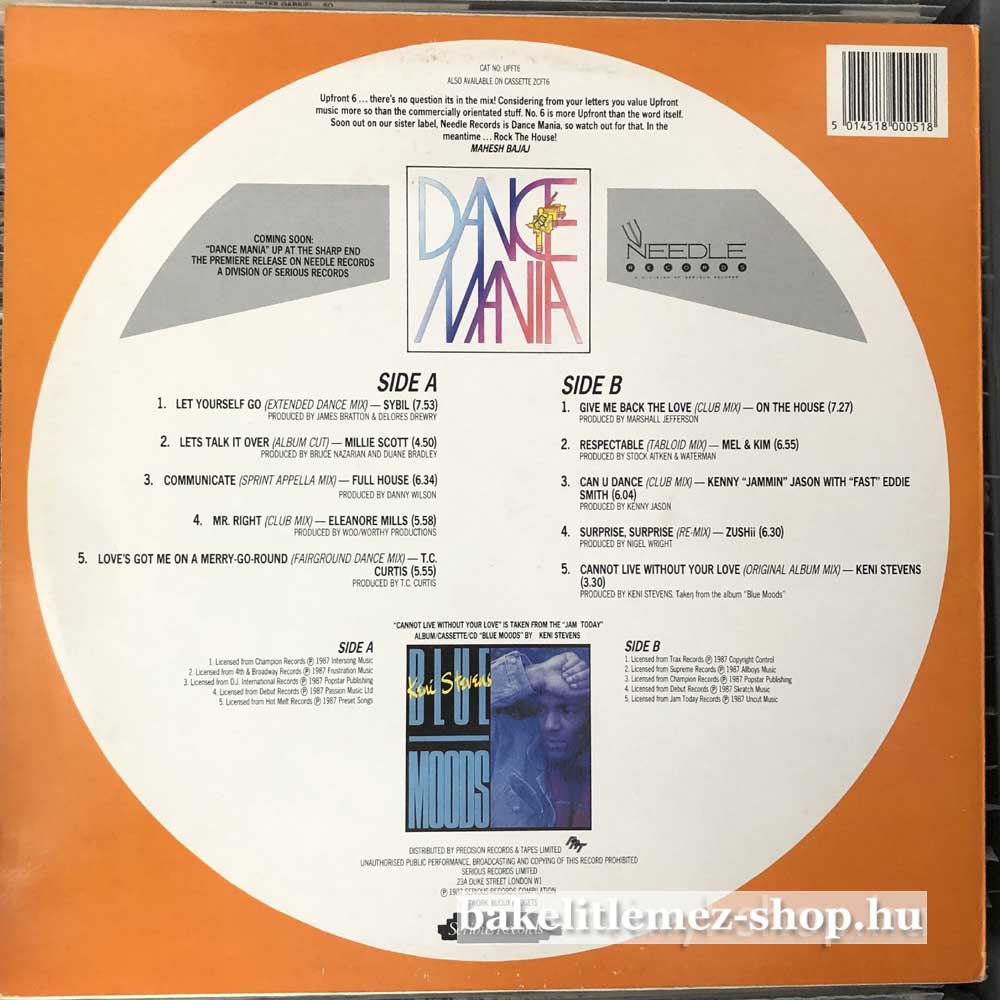 CAT NO: UPFT6
ALSO AVAILABLE ON CASSETTE ZCFT6
Upfront 6 ... there's no question its in the mix! Considering from your letters you value Upfront
music more so than the commercially orientated stuff. No. 6 is more Upfront than the word itself.
Soon out on our sister label, Needle Records is Dance Mania, so watch out for that. In the
meantime ... Rock The House!
MAHESH BAJAJ
5 014518 000518
DANCE
MANIA
COMING SOON:
"DANCE MANIA" UP AT THE SHARP END
THE PREMIERE RELEASE ON NEEDLE RECORDS
A DIVISION OF SERIOUS RECORDS
NEEDLE
RECORDS
A DIVISION OF SERIOUS RECORDS
SIDE A
1. LET YOURSELF GO (EXTENDED DANCE MIX) — SYBIL (7.53)
PRODUCED BY JAMES BRATTON & DELORES DREWRY
2. LETS TALK IT OVER (ALBUM CUT) — MILLIE SCOTT (4.50)
PRODUCED BY BRUCE NAZARIAN AND DUANE BRADLEY
3. COMMUNICATE (SPRINT APPELLA MIX) — FULL HOUSE (6.34)
PRODUCED BY DANNY WILSON
4. MR. RIGHT (CLUB MIX) — ELEANORE MILLS (5.58)
PRODUCED BY WOO/WORTHY PRODUCTIONS
5. LOVE'S GOT ME ON A MERRY-GO-ROUND (FAIRGROUND DANCE MIX) — T.C.
CURTIS (5.55)
PRODUCED BY T.C. CURTIS
SIDE B
1. GIVE ME BACK THE LOVE (CLUB MIX) — ON THE HOUSE (7.27)
PRODUCED BY MARSHALL JEFFERSON
2. RESPECTABLE (TABLOID MIX) — MEL & KIM (6.55)
PRODUCED BY STOCK AITKEN & WATERMAN
3. CAN U DANCE (CLUB MIX) — KENNY "JAMMIN" JASON WITH "FAST" EDDIE
SMITH (6.04)
PRODUCED BY KENNY JASON
4. SURPRISE, SURPRISE (RE-MIX) — ZUSHii (6.30)
PRODUCED BY NIGEL WRIGHT
5. CANNOT LIVE WITHOUT YOUR LOVE (ORIGINAL ALBUM MIX) — KENI STEVENS
(3.30)
PRODUCED BY KENI STEVENS. Taken from the album "Blue Moods"
"CANNOT LIVE WITHOUT YOUR LOVE" IS TAKEN FROM THE "JAM TODAY"
ALBUM/CASSETTE/CD "BLUE MOODS" BY KENI STEVENS
SIDE A
1. Licensed from Champion Records ℗ 1987 Intersong Music
2. Licensed from 4th & Broadway Records ℗ 1987 Frustration Music
3. Licensed from D.J. International Records ℗ 1987 Popstar Publishing
4. Licensed from Debut Records ℗ 1987 Passion Music Ltd
5. Licensed from Hot Melt Records ℗ 1987 Preset Songs
SIDE B
1. Licensed from Trax Records ℗ 1987 Copyright Control
2. Licensed from Supreme Records ℗ 1987 Allboys Music
3. Licensed from Champion Records ℗ 1987 Popstar Publishing
4. Licensed from Debut Records ℗ 1987 Skratch Music
5. Licensed from Jam Today Records ℗ 1987 Uncut Music
BLUE
Keni Stevens
MOODS
DISTRIBUTED BY PRECISION RECORDS & TAPES LIMITED
PRT
UNAUTHORISED PUBLIC PERFORMANCE, BROADCASTING AND COPYING OF THIS RECORD PROHIBITED
SERIOUS RECORDS LIMITED
23A DUKE STREET LONDON W1
℗ 1987 SERIOUS RECORDS COMPILATION
Serious Records
bakelitlemez-shop.hu